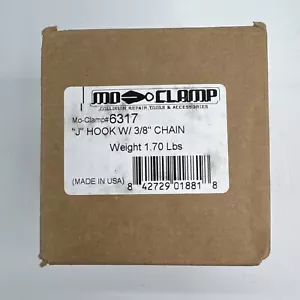 MO CLAMP
COLLISION REPAIR TOOLS & ACCESSORIES
Mo-Clamp#6317
"J" HOOK W/ 3/8" CHAIN
Weight 1.70 Lbs
(MADE IN USA)
8 42729 01881 8